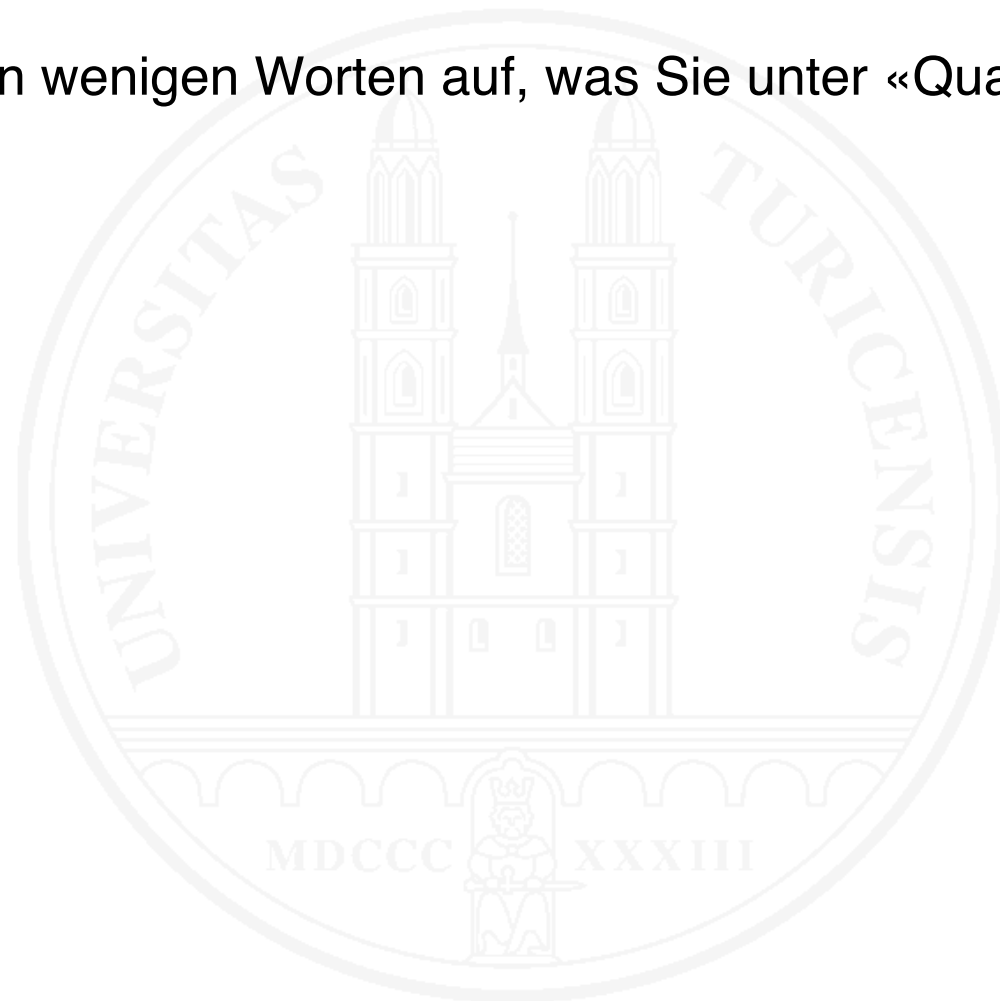 n wenigen Worten auf, was Sie unter «Qua
UNIVERSITAS TURICENSIS
MDCCC XXXIII